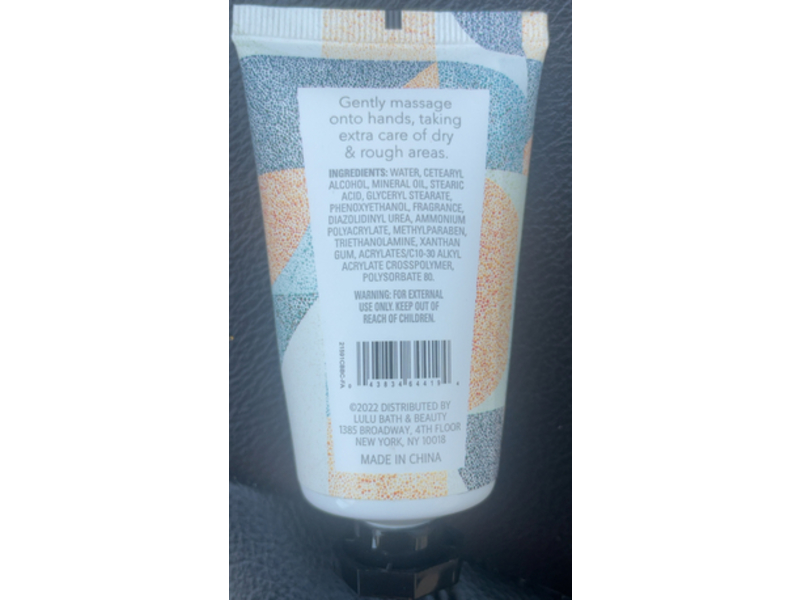 Gently massage
onto hands, taking
extra care of dry
& rough areas.
INGREDIENTS: WATER, CETEARYL
ALCOHOL, MINERAL OIL, STEARIC
ACID, GLYCERYL STEARATE,
PHENOXYETHANOL, FRAGRANCE,
DIAZOLIDINYL UREA, AMMONIUM
POLYACRYLATE, METHYLPARABEN,
TRIETHANOLAMINE, XANTHAN
GUM, ACRYLATES/C10-30 ALKYL
ACRYLATE CROSSPOLYMER,
POLYSORBATE 80.
WARNING: FOR EXTERNAL
USE ONLY. KEEP OUT OF
REACH OF CHILDREN.
©2022 DISTRIBUTED BY
LULU BATH & BEAUTY
1385 BROADWAY, 4TH FLOOR
NEW YORK, NY 10018
MADE IN CHINA